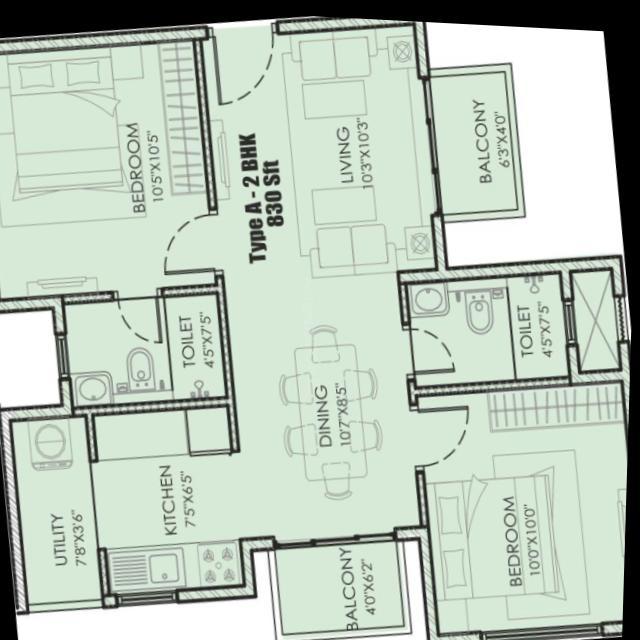 BEDROOM
10'5"X10'5"
Type A - 2 BHK
830 Sft
LIVING
10'3"X10'3"
BALCONY
6'3"X4'0"
TOILET
4'5"X7'5"
TOILET
4'5"X7'5"
DINING
10'7"X8'5"
KITCHEN
7'5"X6'5"
UTILITY
7'8"X3'6"
BALCONY
4'0"X6'2"
BEDROOM
10'0"X10'0"